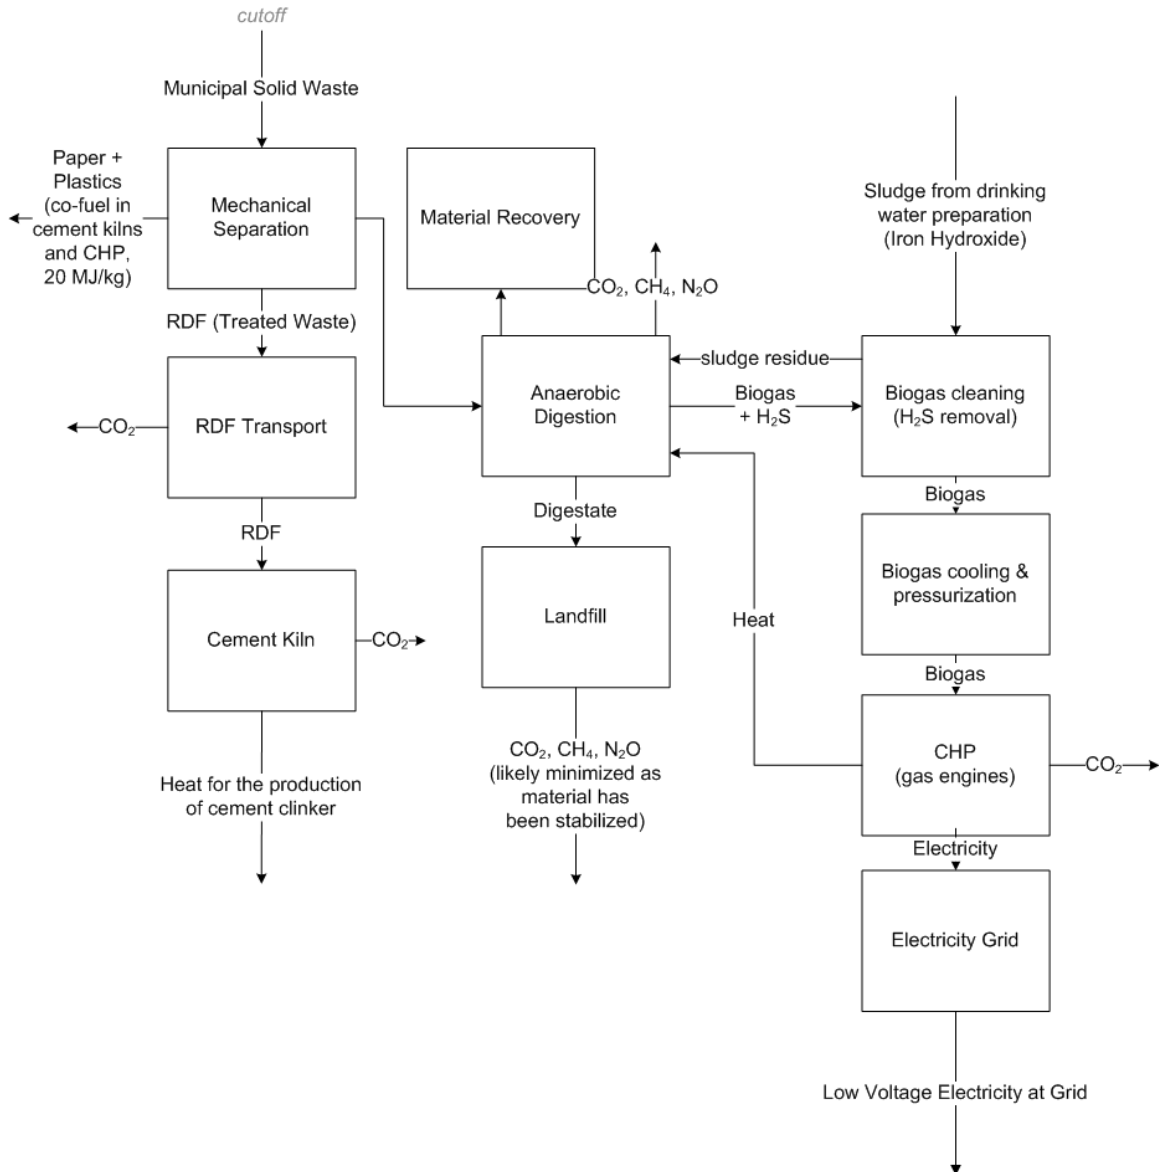 cutoff
Municipal Solid Waste
Paper +
Plastics
(co-fuel in
cement kilns
and CHP,
20 MJ/kg)
Mechanical
Separation
Material Recovery
CO₂, CH₄, N₂O
Sludge from drinking
water preparation
(Iron Hydroxide)
RDF (Treated Waste)
RDF Transport
CO₂
RDF
Cement Kiln
CO₂
Heat for the production
of cement clinker
Anaerobic
Digestion
sludge residue
Biogas
+ H₂S
Biogas cleaning
(H₂S removal)
Digestate
Landfill
CO₂, CH₄, N₂O
(likely minimized as
material has
been stabilized)
Heat
Biogas
Biogas cooling &
pressurization
Biogas
CHP
(gas engines)
CO₂
Electricity
Electricity Grid
Low Voltage Electricity at Grid